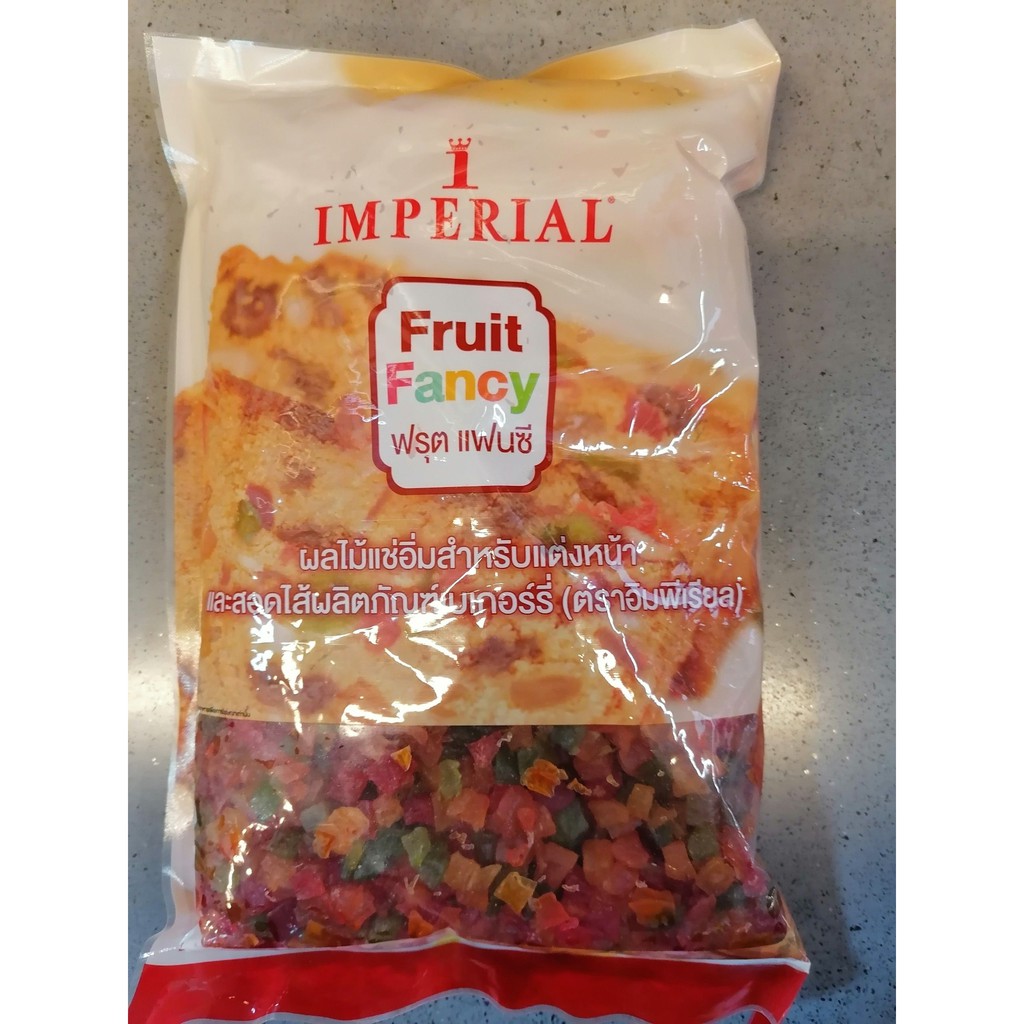 IMPERIAL®
Fruit
Fancy
ฟรุต แฟนซี
ผลไม้แช่อิ่มสำหรับแต่งหน้า
และสอดไส้ผลิตภัณฑ์เบเกอร์รี่ (ตราอิมพีเรียล)